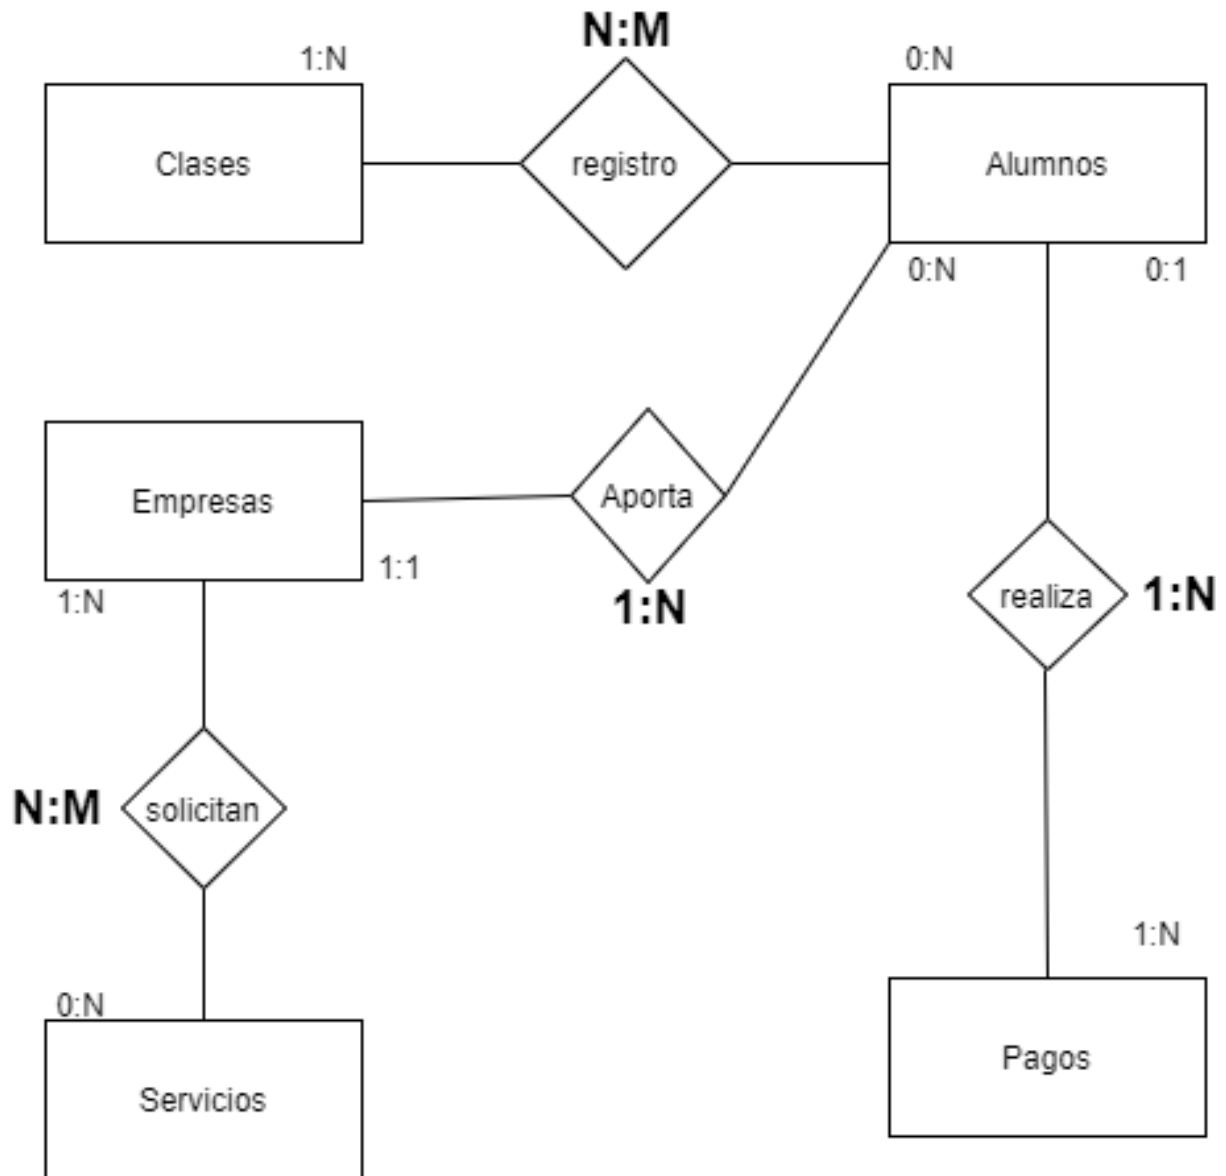 N:M
1:N
0:N
Clases
registro
Alumnos
0:N
0:1
Empresas
Aporta
1:1
1:N
1:N
realiza
1:N
N:M
solicitan
1:N
0:N
Servicios
Pagos